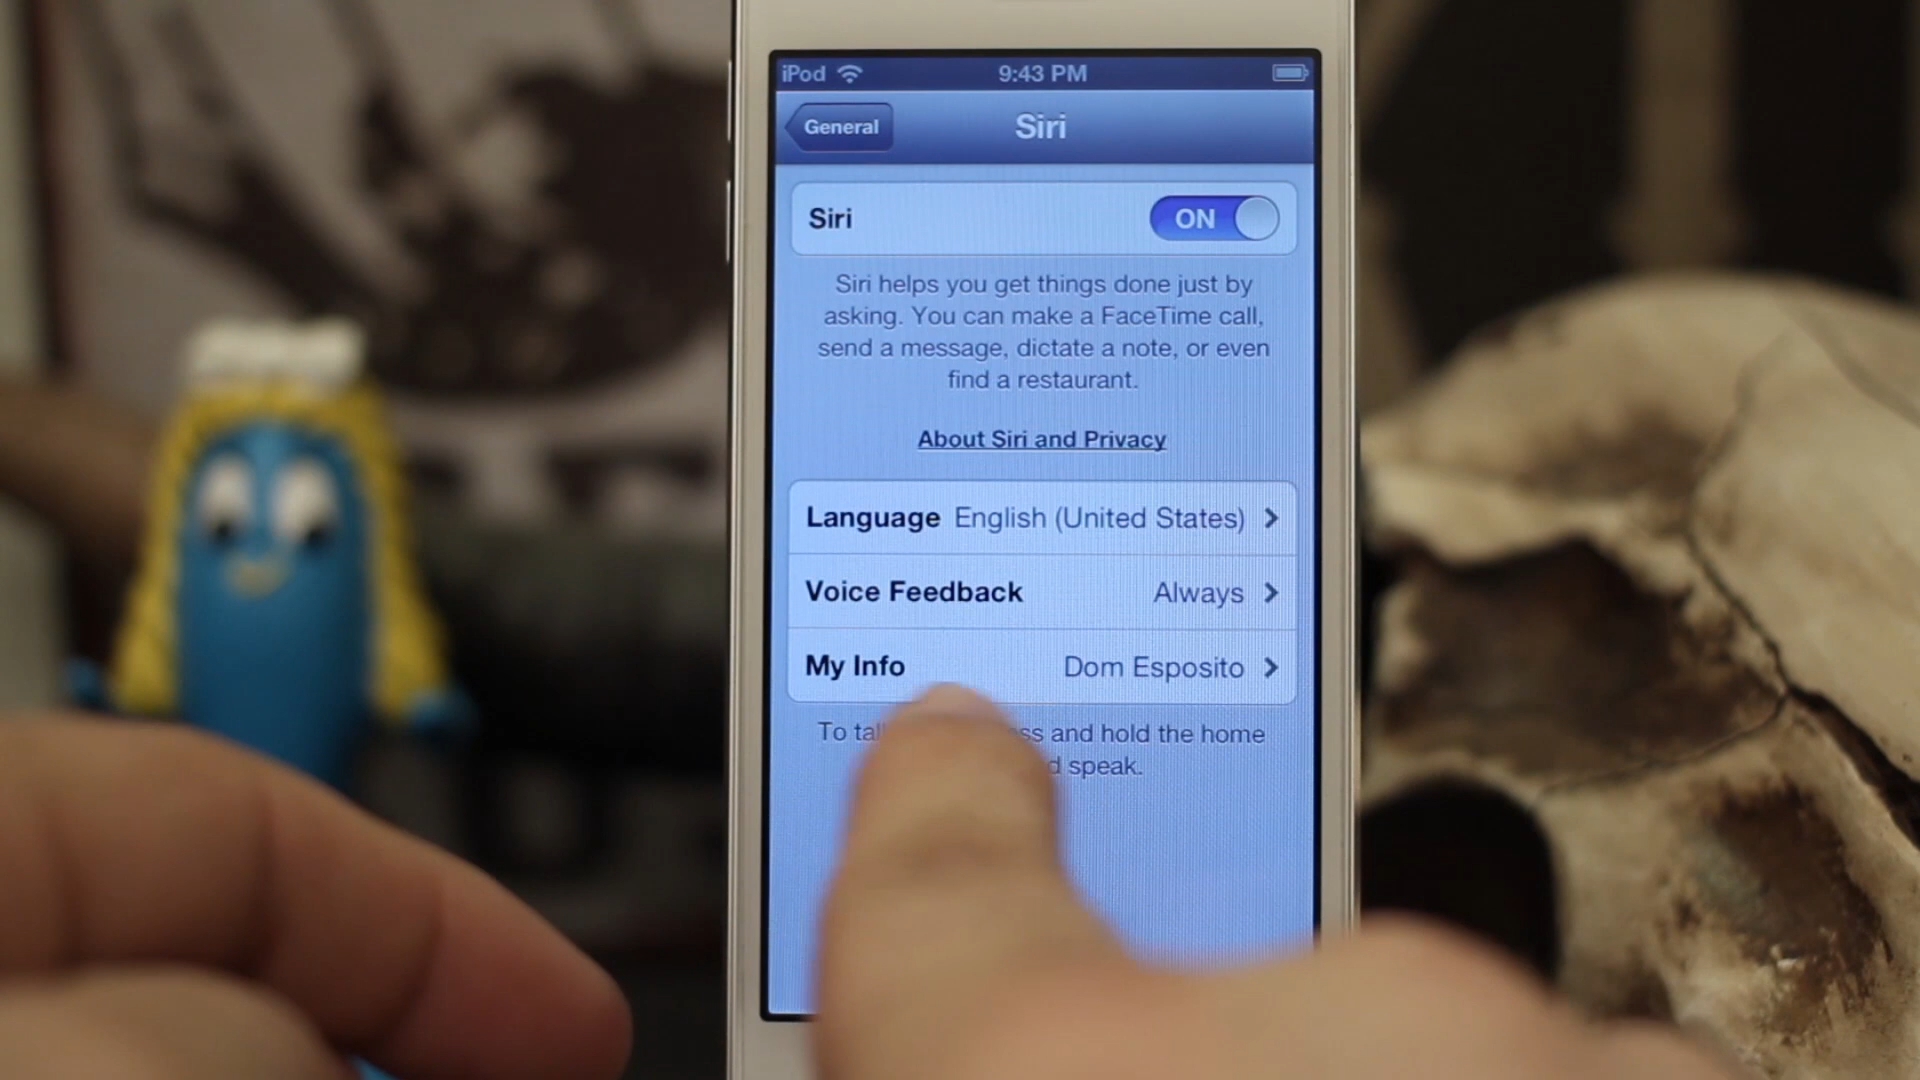 iPod 9:43 PM
General Siri
Siri ON
Siri helps you get things done just by
asking. You can make a FaceTime call,
send a message, dictate a note, or even
find a restaurant.
About Siri and Privacy
Language English (United States)
Voice Feedback Always
My Info Dom Esposito
To and hold the home
speak.